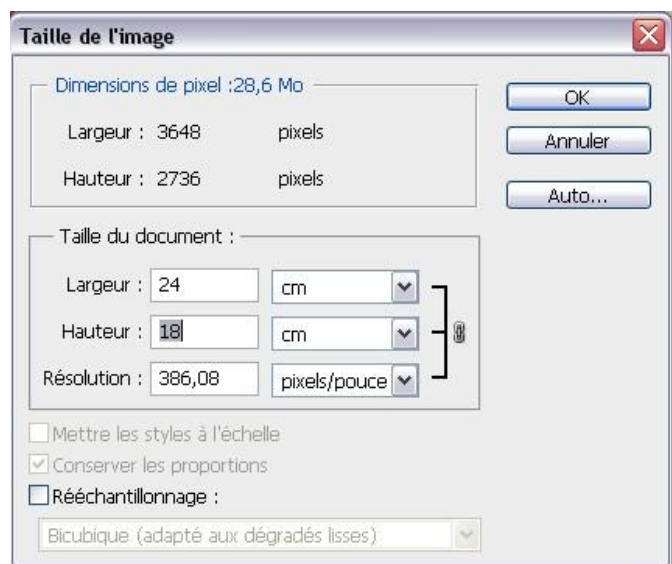 Taille de l'image
Dimensions de pixel :28,6 Mo
Largeur : 3648 pixels
Hauteur : 2736 pixels
OK
Annuler
Auto...
Taille du document :
Largeur : 24 cm
Hauteur : 18 cm
Résolution : 386,08 pixels/pouce
Mettre les styles à l'échelle
Conserver les proportions
Rééchantillonnage :
Bicubique (adapté aux dégradés lisses)